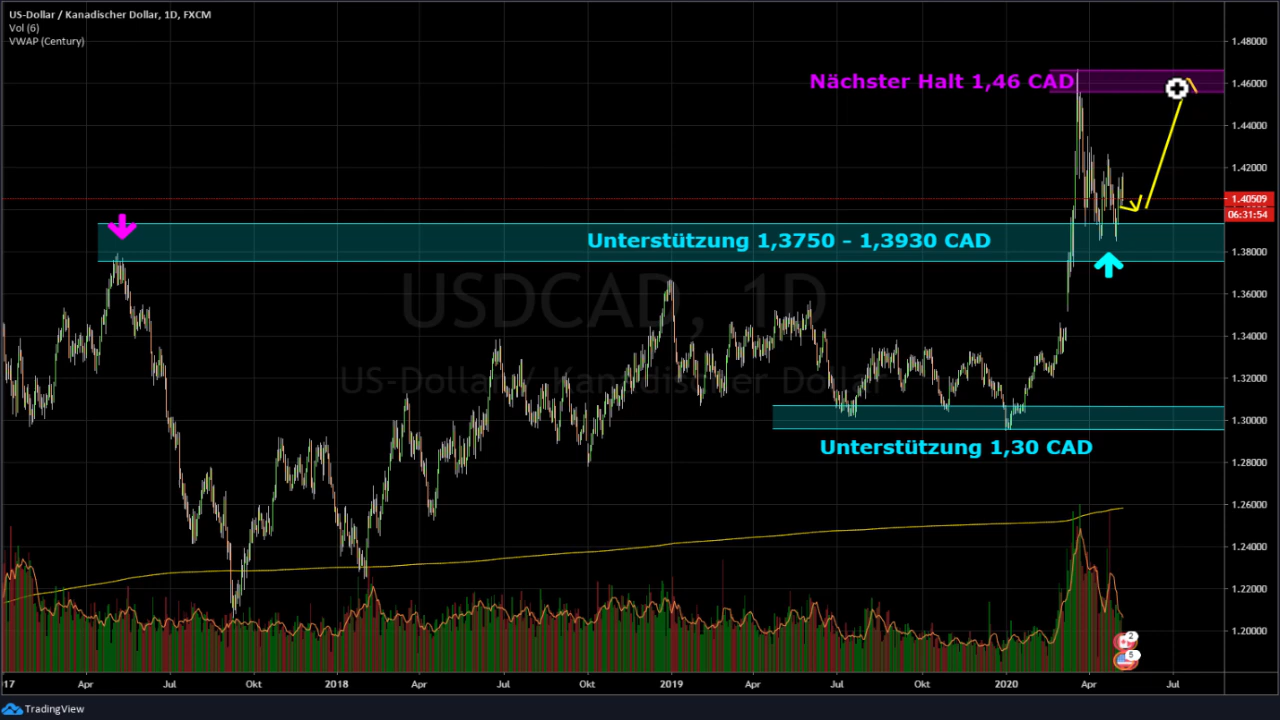 US-Dollar / Kanadischer Dollar, 1D, FXCM
Vol (6)
VWAP (Century)
1.48000
Nächster Halt 1,46 CAD
1.46000
1.44000
1.42000
1.40509
06:31:54
Unterstützung 1,3750 - 1,3930 CAD
1.38000
USDCAD, 1D
1.36000
1.34000
US-Dollar / Kanadischer Dollar
1.32000
1.30000
Unterstützung 1,30 CAD
1.28000
1.26000
1.24000
1.22000
1.20000
2
5
17 Apr Jul Okt 2018 Apr Jul Okt 2019 Apr Jul Okt 2020 Apr Jul
TradingView